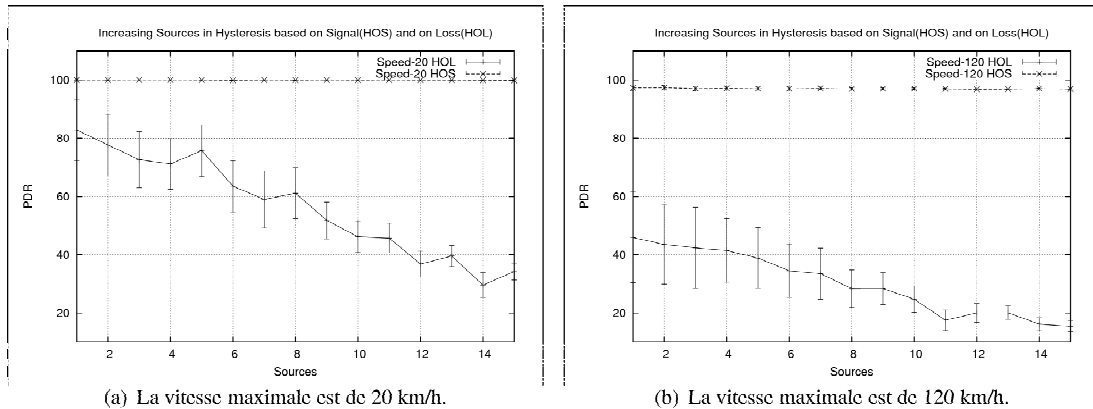 Increasing Sources in Hysteresis based on Signal(HOS) and on Loss(HOL)
Speed-20 HOL
Speed-20 HOS
100
80
60
40
20
PDR
2 4 6 8 10 12 14
Sources
(a) La vitesse maximale est de 20 km/h.
Increasing Sources in Hysteresis based on Signal(HOS) and on Loss(HOL)
Speed-120 HOL
Speed-120 HOS
100
80
60
40
20
PDR
2 4 6 8 10 12 14
Sources
(b) La vitesse maximale est de 120 km/h.